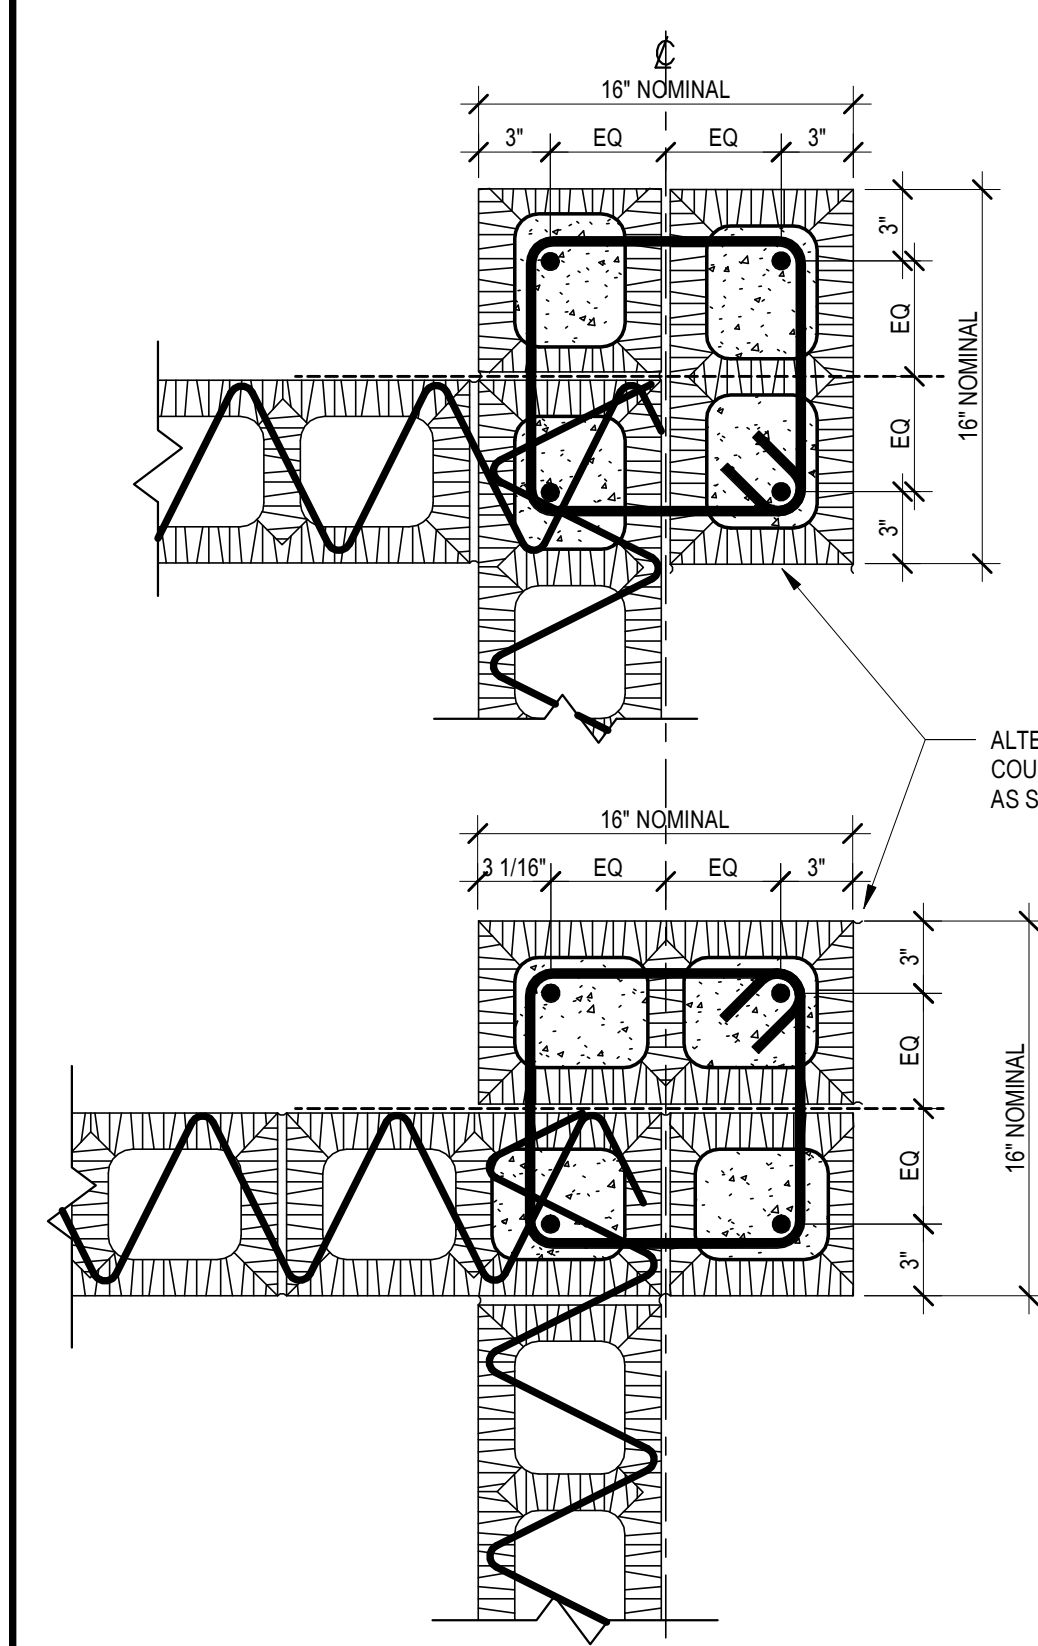 ℄
16" NOMINAL
3" EQ EQ 3"
3"
EQ
EQ
3"
16" NOMINAL
16" NOMINAL
3 1/16" EQ EQ 3"
3"
EQ
EQ
3"
16" NOMINAL
AS S